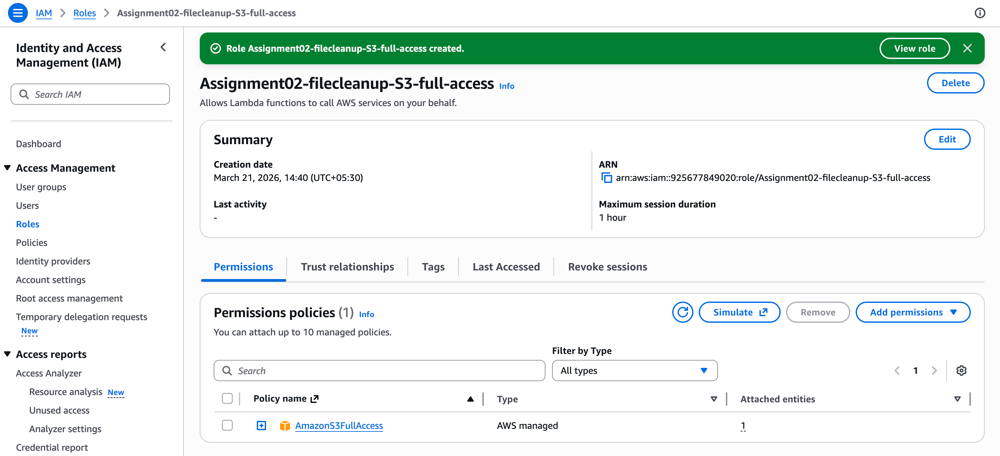 IAM > Roles > Assignment02-filecleanup-S3-full-access
Identity and Access
Management (IAM)
Search IAM
Dashboard
Access Management
User groups
Users
Roles
Policies
Identity providers
Account settings
Root access management
Temporary delegation requests
New
Access reports
Access Analyzer
Resource analysis New
Unused access
Analyzer settings
Credential report
Role Assignment02-filecleanup-S3-full-access created.
View role
Assignment02-filecleanup-S3-full-access Info
Delete
Allows Lambda functions to call AWS services on your behalf.
Summary
Edit
Creation date
March 21, 2026, 14:40 (UTC+05:30)
ARN
arn:aws:iam::925677849020:role/Assignment02-filecleanup-S3-full-access
Last activity
-
Maximum session duration
1 hour
Permissions Trust relationships Tags Last Accessed Revoke sessions
Permissions policies (1) Info
Simulate Remove Add permissions
You can attach up to 10 managed policies.
Filter by Type
Search All types 1
Policy name Type Attached entities
AmazonS3FullAccess AWS managed 1